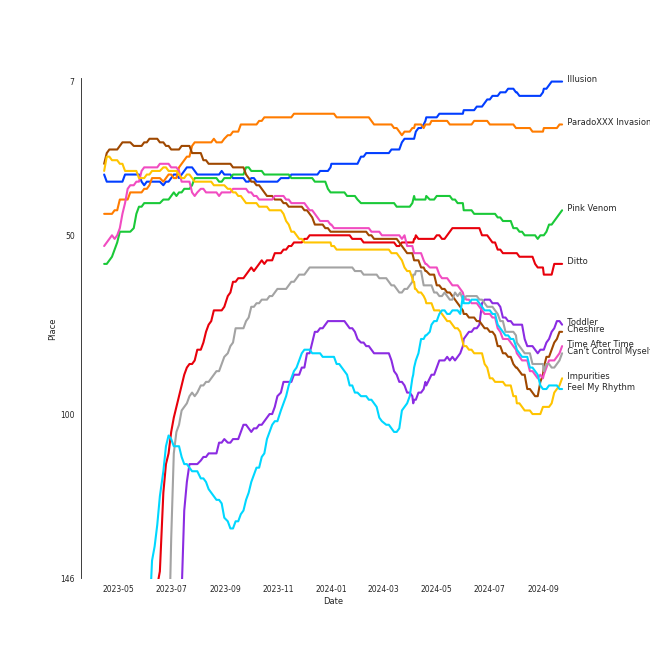 7
50
100
146
Place
2023-05
2023-07
2023-09
2023-11
2024-01
2024-03
2024-05
2024-07
2024-09
Date
Illusion
ParadoXXX Invasion
Pink Venom
Ditto
Toddler
Cheshire
Time After Time
Can't Control Myself
Impurities
Feel My Rhythm